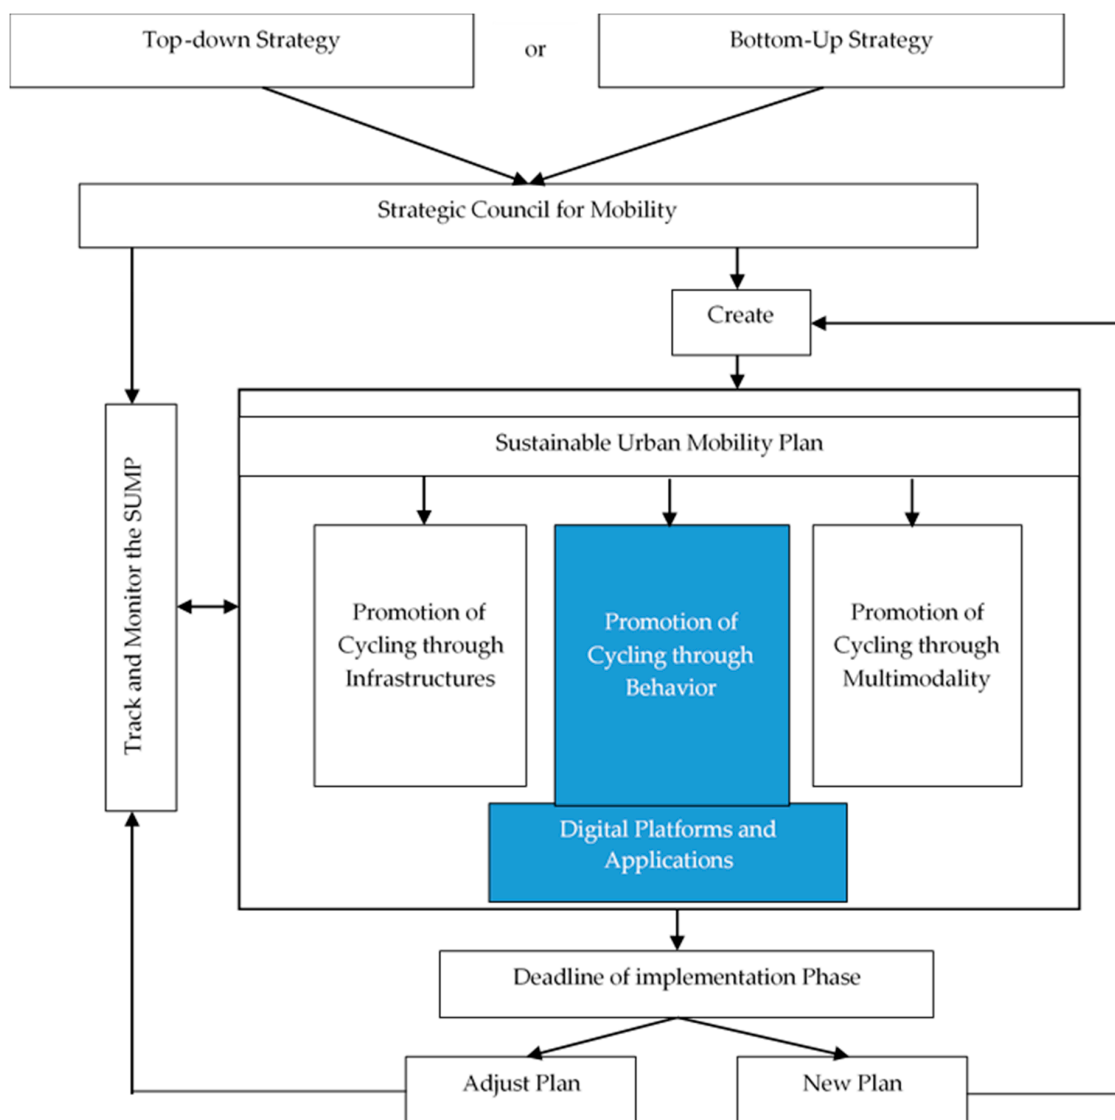 Top-down Strategy
or
Bottom-Up Strategy
Strategic Council for Mobility
Create
Track and Monitor the SUMP
Sustainable Urban Mobility Plan
Promotion of
Cycling through
Infrastructures
Promotion of
Cycling through
Behavior
Promotion of
Cycling through
Multimodality
Digital Platforms and
Applications
Deadline of implementation Phase
Adjust Plan
New Plan